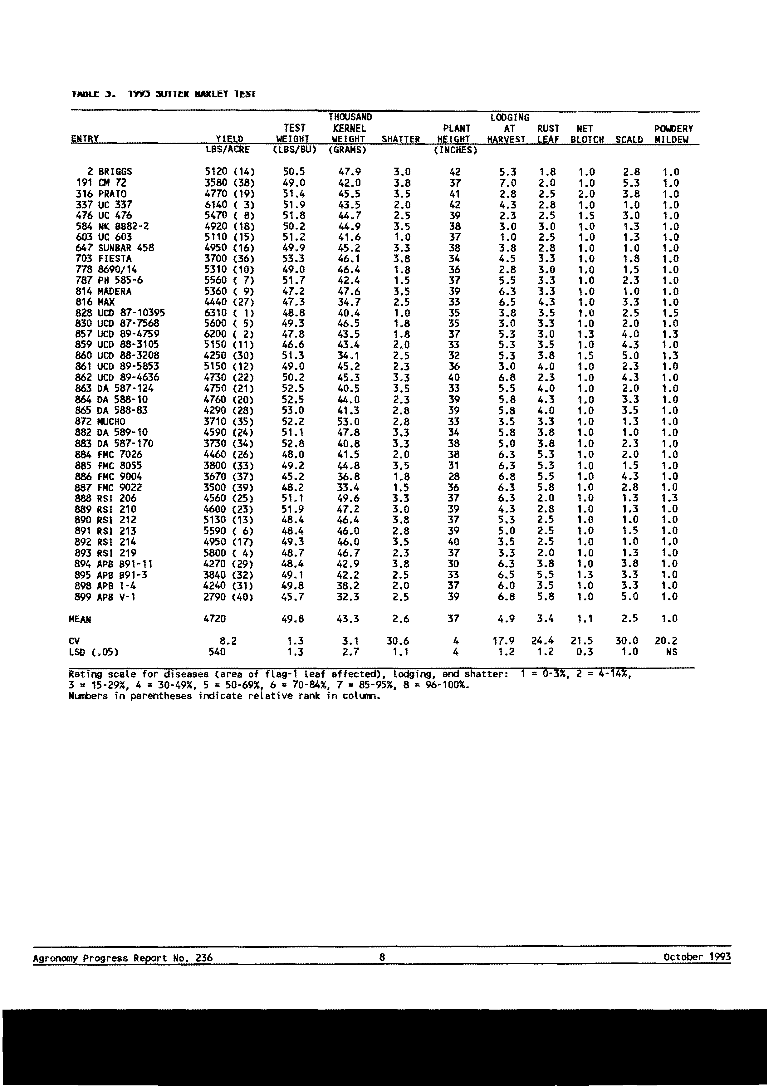 TABLE 3. 1993 SUTTER BARLEY TEST
THOUSAND LODGING
TEST KERNEL PLANT AT RUST NET POWDERY
ENTRY YIELD WEIGHT WEIGHT SHATTER HEIGHT HARVEST LEAF BLOTCH SCALD MILDEW
LBS/ACRE (LBS/BU) (GRAMS) (INCHES)
2 BRIGGS 5120 (14) 50.5 47.9 3.0 42 5.3 1.8 1.0 2.8 1.0
191 CM 72 3580 (38) 49.0 42.0 3.8 37 7.0 2.0 1.0 5.3 1.0
316 PRATO 4770 (19) 51.4 45.5 3.5 41 2.8 2.5 2.0 3.8 1.0
337 UC 337 6140 ( 3) 51.9 43.5 2.0 42 4.3 2.8 1.0 1.0 1.0
476 UC 476 5470 ( 8) 51.8 44.7 2.5 39 2.3 2.5 1.5 3.0 1.0
584 NK 8882-2 4920 (18) 50.2 44.9 3.5 38 3.0 3.0 1.0 1.3 1.0
603 UC 603 5110 (15) 51.2 41.6 1.0 37 1.0 2.5 1.0 1.3 1.0
647 SUNBAR 458 4950 (16) 49.9 45.2 3.3 38 3.8 2.8 1.0 1.0 1.0
703 FIESTA 3700 (36) 53.3 46.1 3.8 34 4.5 3.3 1.0 1.8 1.0
778 8690/14 5310 (10) 49.0 46.4 1.8 36 2.8 3.0 1.0 1.5 1.0
787 PH 585-6 5560 ( 7) 51.7 42.4 1.5 37 5.5 3.3 1.0 2.3 1.0
814 MADERA 5360 ( 9) 47.2 47.6 3.5 39 6.3 3.3 1.0 1.0 1.0
816 MAX 4440 (27) 47.3 34.7 2.5 33 6.5 4.3 1.0 3.3 1.0
828 UCD 87-10395 6310 ( 1) 48.8 40.4 1.0 35 3.8 3.5 1.0 2.5 1.5
830 UCD 87-7568 5600 ( 5) 49.3 46.5 1.8 35 3.0 3.3 1.0 2.0 1.0
857 UCD 89-4759 6200 ( 2) 47.8 43.5 1.8 37 5.3 3.0 1.3 4.0 1.3
859 UCD 88-3105 5150 (11) 46.6 43.4 2.0 33 5.3 3.5 1.0 4.3 1.0
860 UCD 88-3208 4250 (30) 51.3 34.1 2.5 32 5.3 3.8 1.5 5.0 1.3
861 UCD 89-5853 5150 (12) 49.0 45.2 2.3 36 3.0 4.0 1.0 2.3 1.0
862 UCD 89-4636 4730 (22) 50.2 45.3 3.3 40 6.8 2.3 1.0 4.3 1.0
863 DA 587-124 4750 (21) 52.5 40.5 3.5 33 5.5 4.0 1.0 2.0 1.0
864 DA 588-10 4760 (20) 52.5 44.0 2.3 39 5.8 4.3 1.0 3.3 1.0
865 DA 588-83 4290 (28) 53.0 41.3 2.8 39 5.8 4.0 1.0 3.5 1.0
872 MUCHO 3710 (35) 52.2 53.0 2.8 33 3.5 3.3 1.0 1.3 1.0
882 DA 589-10 4590 (24) 51.1 47.8 3.3 34 5.8 3.8 1.0 1.0 1.0
883 DA 587-170 3730 (34) 52.8 40.8 3.3 38 5.0 3.8 1.0 2.3 1.0
884 FMC 7026 4460 (26) 48.0 41.5 2.0 38 6.3 5.3 1.0 2.0 1.0
885 FMC 8055 3800 (33) 49.2 44.8 3.5 31 6.3 5.3 1.0 1.5 1.0
886 FMC 9004 3670 (37) 45.2 36.8 1.8 28 6.8 5.5 1.0 4.3 1.0
887 FMC 9022 3500 (39) 48.2 33.4 1.5 36 6.3 5.8 1.0 2.8 1.0
888 RSI 206 4560 (25) 51.1 49.6 3.3 37 6.3 2.0 1.0 1.3 1.3
889 RSI 210 4600 (23) 51.9 47.2 3.0 39 4.3 2.8 1.0 1.3 1.0
890 RSI 212 5130 (13) 48.4 46.4 3.8 37 5.3 2.5 1.0 1.0 1.0
891 RSI 213 5590 ( 6) 48.4 46.0 2.8 39 5.0 2.5 1.0 1.5 1.0
892 RSI 214 4950 (17) 49.3 46.0 3.5 40 3.5 2.5 1.0 1.0 1.0
893 RSI 219 5800 ( 4) 48.7 46.7 2.3 37 3.3 2.0 1.0 1.3 1.0
894 APB B91-11 4270 (29) 48.4 42.9 3.8 30 6.3 3.8 1.0 3.8 1.0
895 APB B91-3 3840 (32) 49.1 42.2 2.5 33 6.5 5.5 1.3 3.3 1.0
898 APB I-4 4240 (31) 49.8 38.2 2.0 37 6.0 3.5 1.0 3.3 1.0
899 APB V-1 2790 (40) 45.7 32.3 2.5 39 6.8 5.8 1.0 5.0 1.0
MEAN 4720 49.8 43.3 2.6 37 4.9 3.4 1.1 2.5 1.0
CV 8.2 1.3 3.1 30.6 4 17.9 24.4 21.5 30.0 20.2
LSD (.05) 540 1.3 2.7 1.1 4 1.2 1.2 0.3 1.0 NS
Rating scale for diseases (area of flag-1 leaf affected), lodging, and shatter: 1 = 0-3%, 2 = 4-14%,
3 = 15-29%, 4 = 30-49%, 5 = 50-69%, 6 = 70-84%, 7 = 85-95%, 8 = 96-100%.
Numbers in parentheses indicate relative rank in column.
Agronomy Progress Report No. 236 8 October 1993